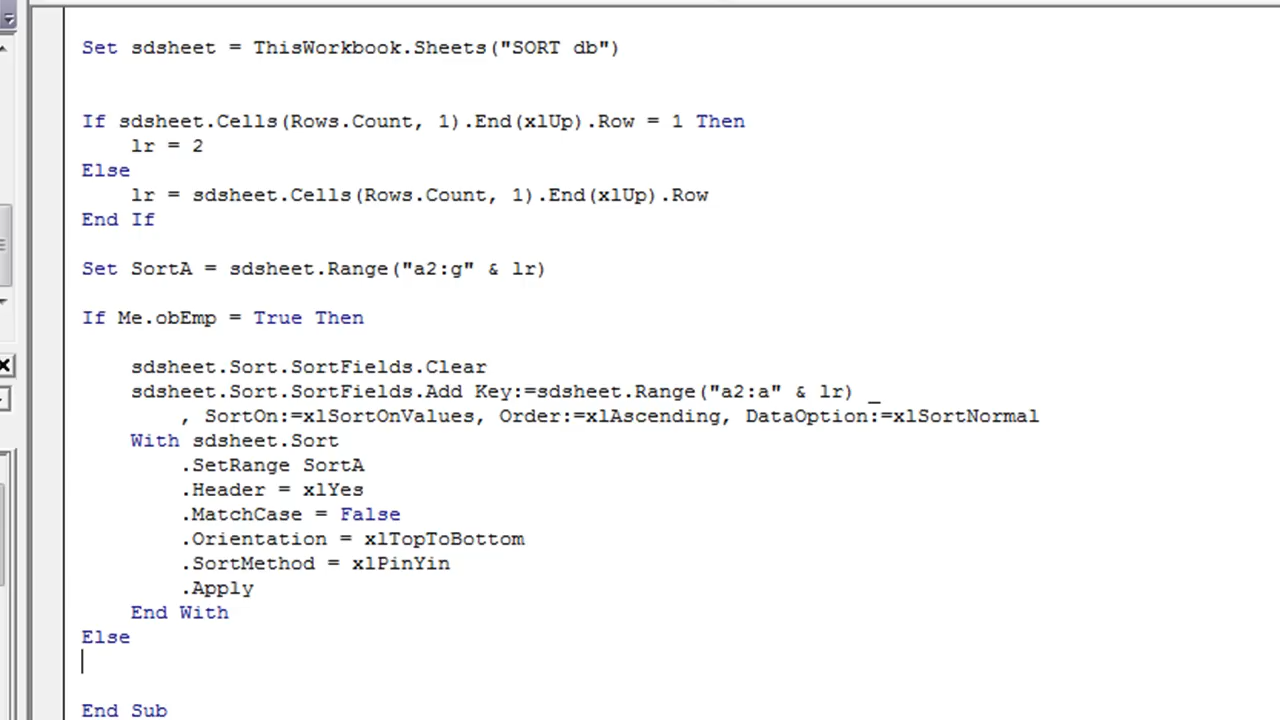 Set sdsheet = ThisWorkbook.Sheets("SORT db")
If sdsheet.Cells(Rows.Count, 1).End(xlUp).Row = 1 Then
lr = 2
Else
lr = sdsheet.Cells(Rows.Count, 1).End(xlUp).Row
End If
Set SortA = sdsheet.Range("a2:g" & lr)
If Me.obEmp = True Then
sdsheet.Sort.SortFields.Clear
sdsheet.Sort.SortFields.Add Key:=sdsheet.Range("a2:a" & lr) _
, SortOn:=xlSortOnValues, Order:=xlAscending, DataOption:=xlSortNormal
With sdsheet.Sort
.SetRange SortA
.Header = xlYes
.MatchCase = False
.Orientation = xlTopToBottom
.SortMethod = xlPinYin
.Apply
End With
Else
End Sub